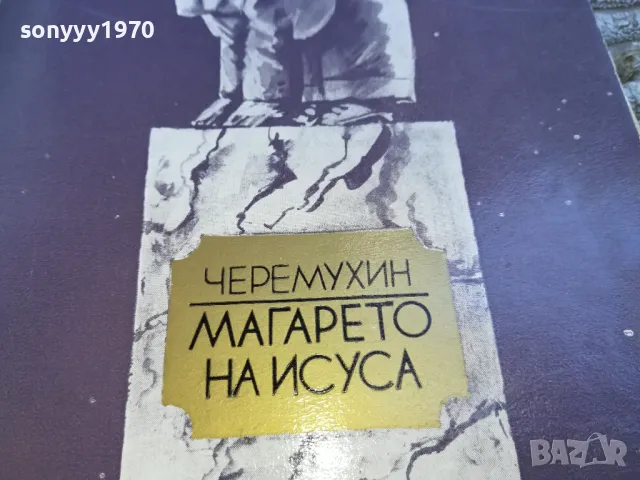 sonyyy1970
ЧЕРЕМУХИН
МАГАРЕТО
НА ИСУСА
BAZAR
bg